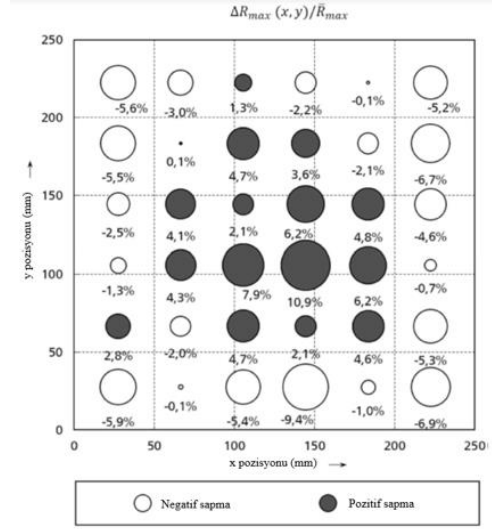 ΔR_max (x, y)/R̄_max
250
-5,6% -3,0% 1,3% -2,2% -0,1% -5,2%
200
-5,5% 0,1% 4,7% 3,6% -2,1% -6,7%
150
-2,5% 4,1% 2,1% 6,2% 4,8% -4,6%
100
-1,3% 4,3% 7,9% 10,9% 6,2% -0,7%
50
2,8% -2,0% 4,7% 2,1% 4,6% -5,3%
-5,9% -0,1% -5,4% -9,4% -1,0% -6,9%
0
y pozisyonu (mm)
0 50 100 150 200 250
x pozisyonu (mm)
Negatif sapma Pozitif sapma